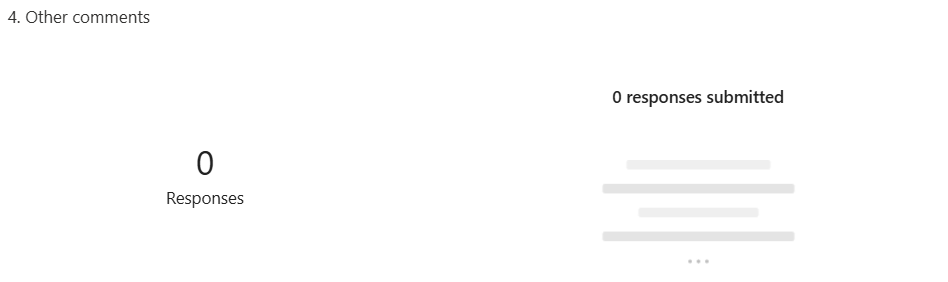 4. Other comments
0 responses submitted
0
Responses